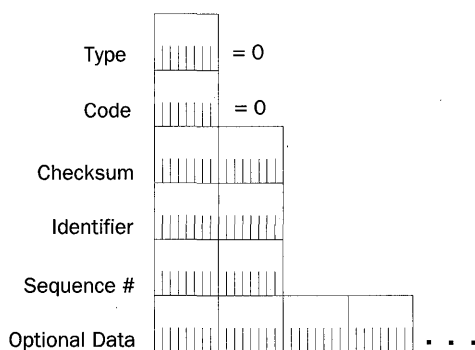 Type = 0
Code = 0
Checksum
Identifier
Sequence #
Optional Data . . .